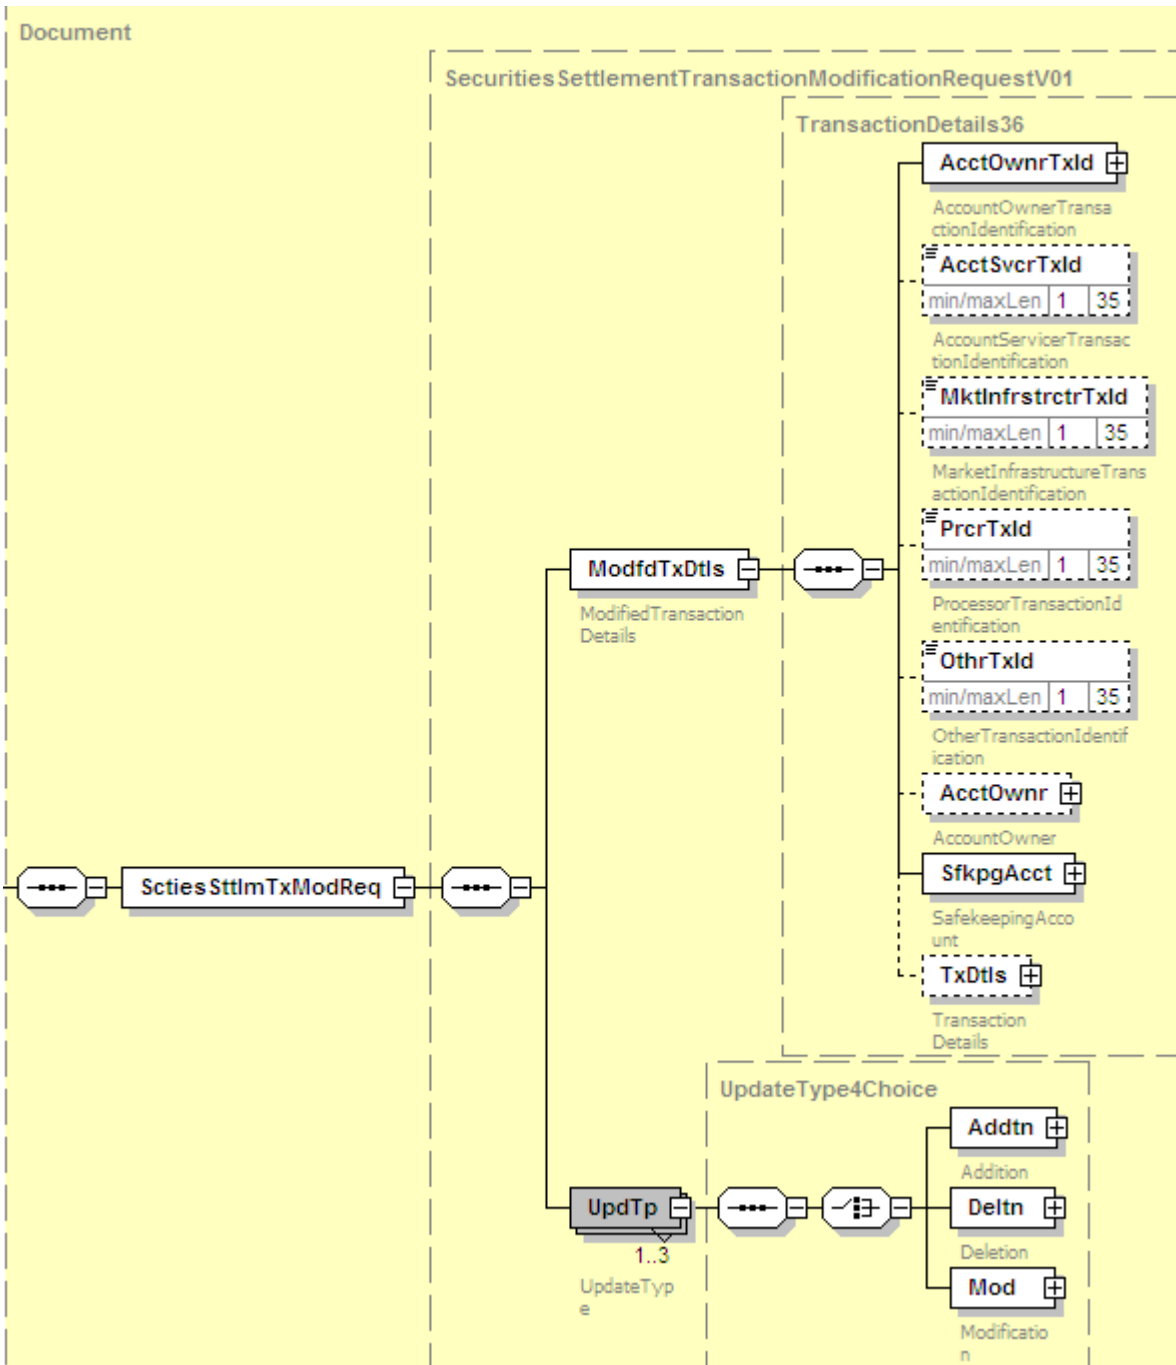 Document
SecuritiesSettlementTransactionModificationRequestV01
TransactionDetails36
AcctOwnrTxId
AccountOwnerTransa
ctionIdentification
AcctSvcrTxId
min/maxLen 1 35
AccountServicerTransac
tionIdentification
MktInfrstrctrTxId
min/maxLen 1 35
MarketInfrastructureTrans
actionIdentification
PrcrTxId
min/maxLen 1 35
ProcessorTransactionId
entification
OthrTxId
min/maxLen 1 35
OtherTransactionIdentif
ication
AcctOwnr
AccountOwner
SfkpgAcct
SafekeepingAcco
unt
TxDtls
Transaction
Details
ModfdTxDtls
ModifiedTransaction
Details
SctiesSttlmTxModReq
UpdateType4Choice
Addtn
Addition
Deltn
Deletion
Mod
Modificatio
n
UpdTp
1..3
UpdateTyp
e